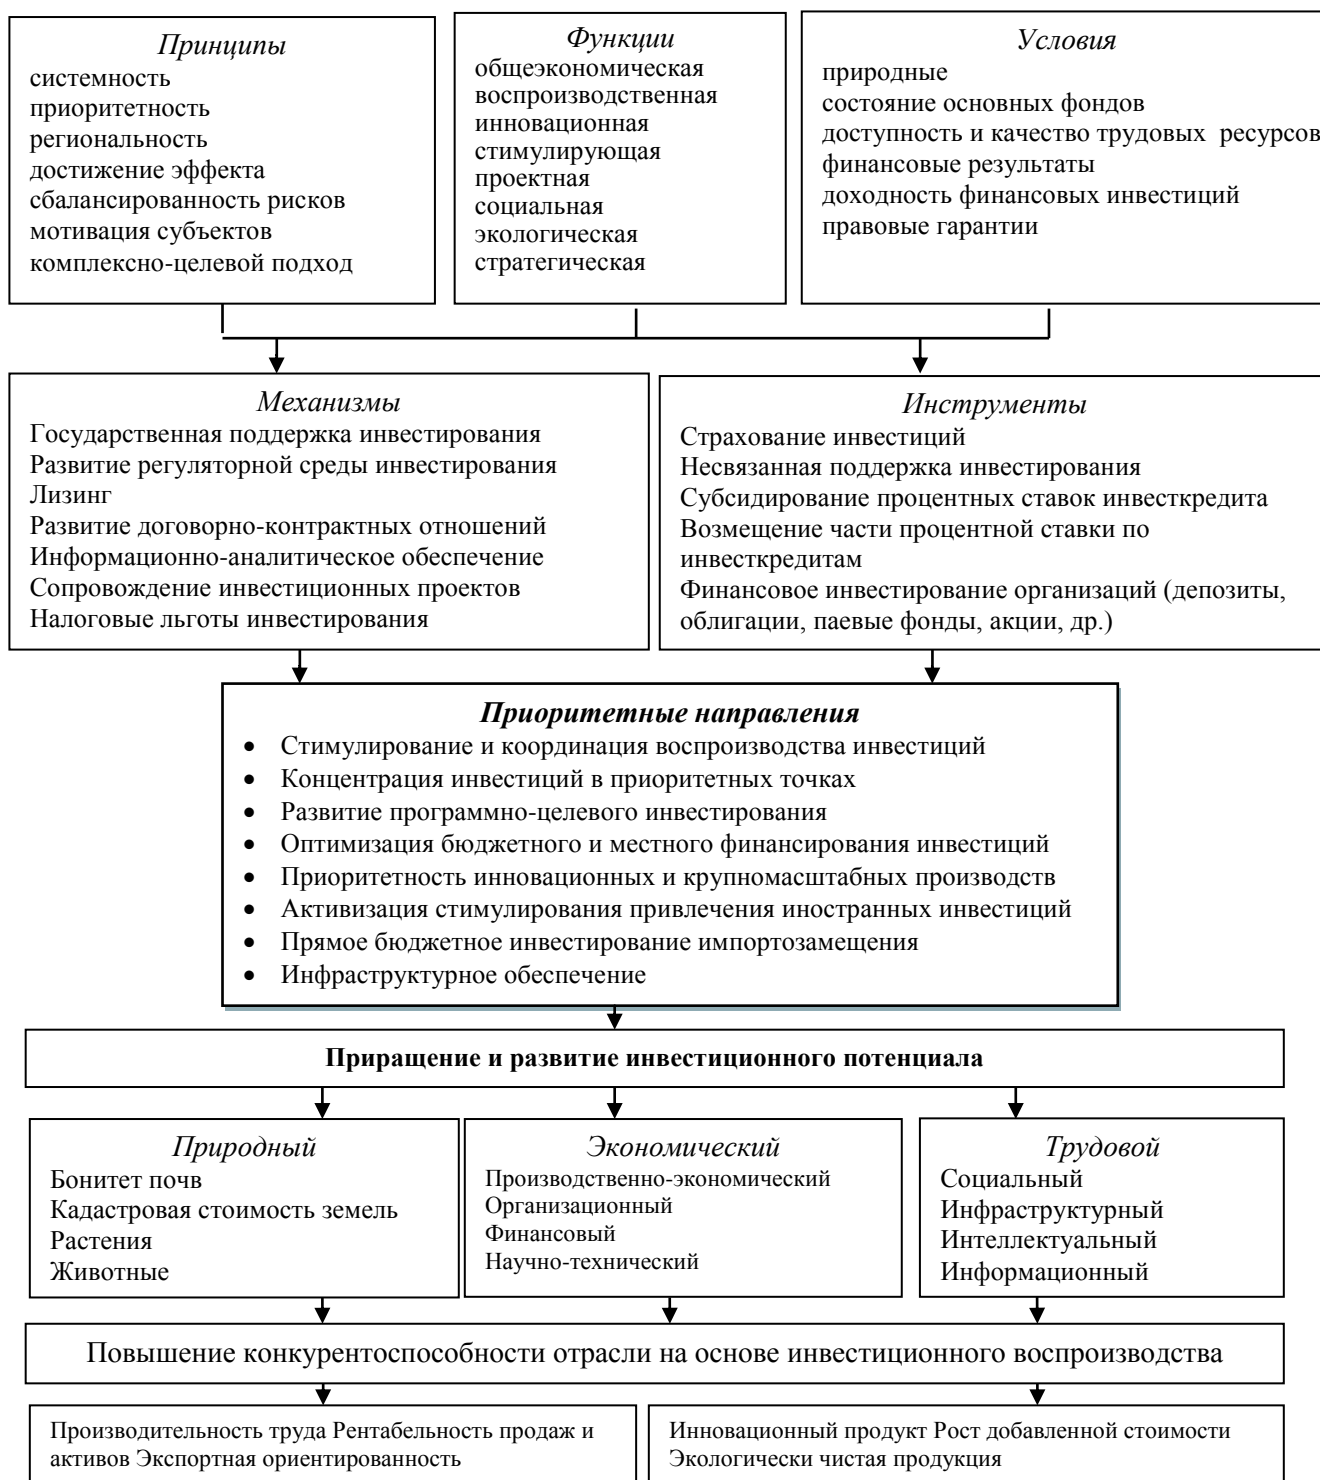 Принципы
системность
приоритетность
региональность
достижение эффекта
сбалансированность рисков
мотивация субъектов
комплексно-целевой подход
Функции
общеэкономическая
воспроизводственная
инновационная
стимулирующая
проектная
социальная
экологическая
стратегическая
Условия
природные
состояние основных фондов
доступность и качество трудовых ресурсов
финансовые результаты
доходность финансовых инвестиций
правовые гарантии
Механизмы
Государственная поддержка инвестирования
Развитие регуляторной среды инвестирования
Лизинг
Развитие договорно-контрактных отношений
Информационно-аналитическое обеспечение
Сопровождение инвестиционных проектов
Налоговые льготы инвестирования
Инструменты
Страхование инвестиций
Несвязанная поддержка инвестирования
Субсидирование процентных ставок инвесткредита
Возмещение части процентной ставки по
инвесткредитам
Финансовое инвестирование организаций (депозиты,
облигации, паевые фонды, акции, др.)
Приоритетные направления
• Стимулирование и координация воспроизводства инвестиций
• Концентрация инвестиций в приоритетных точках
• Развитие программно-целевого инвестирования
• Оптимизация бюджетного и местного финансирования инвестиций
• Приоритетность инновационных и крупномасштабных производств
• Активизация стимулирования привлечения иностранных инвестиций
• Прямое бюджетное инвестирование импортозамещения
• Инфраструктурное обеспечение
Приращение и развитие инвестиционного потенциала
Природный
Бонитет почв
Кадастровая стоимость земель
Растения
Животные
Экономический
Производственно-экономический
Организационный
Финансовый
Научно-технический
Трудовой
Социальный
Инфраструктурный
Интеллектуальный
Информационный
Повышение конкурентоспособности отрасли на основе инвестиционного воспроизводства
Производительность труда Рентабельность продаж и
активов Экспортная ориентированность
Инновационный продукт Рост добавленной стоимости
Экологически чистая продукция